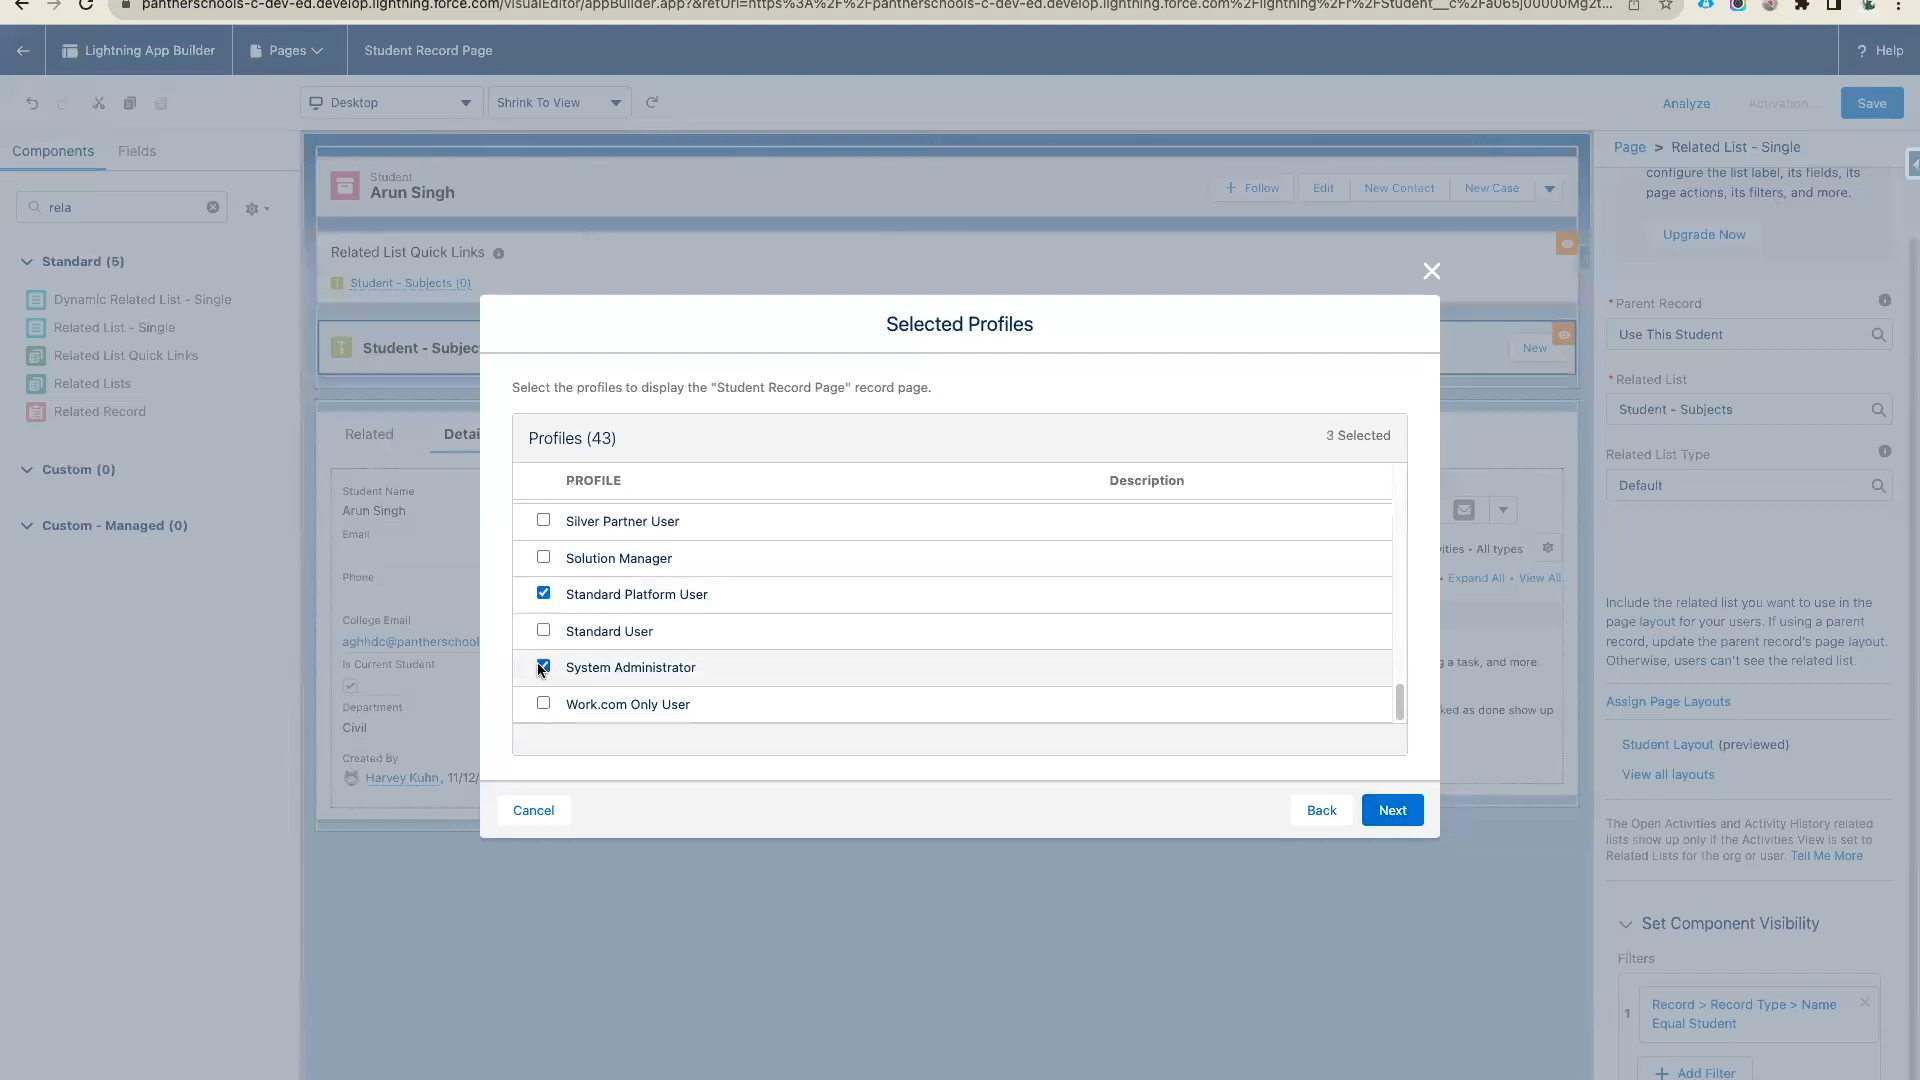 pantherschools-c-dev-ed.develop.lightning.force.com/visualEditor/appBuilder.app?&retUrl=https%3A%2F%2Fpantherschools-c-dev-ed.develop.lightning.force.com%2Flightning%2Fr%2FStudent__c%2Fa065j00000Mg2t...
Lightning App Builder
Pages
Student Record Page
? Help
Desktop
Shrink To View
Analyze
Activation...
Save
Components
Fields
rela
Standard (5)
Dynamic Related List - Single
Related List - Single
Related List Quick Links
Related Lists
Related Record
Custom (0)
Custom - Managed (0)
Student
Arun Singh
+ Follow
Edit
New Contact
New Case
Related List Quick Links
Student - Subjects (0)
Student - Subjec
New
Related
Detai
Student Name
Arun Singh
Email
Phone
College Email
aghhdc@pantherschool
Is Current Student
Department
Civil
Created By
Harvey Kuhn, 11/12/
ities • All types
• Expand All • View All
g a task, and more.
ked as done show up
Selected Profiles
Select the profiles to display the "Student Record Page" record page.
Profiles (43)
3 Selected
PROFILE
Description
Silver Partner User
Solution Manager
Standard Platform User
Standard User
System Administrator
Work.com Only User
Cancel
Back
Next
Page > Related List - Single
configure the list label, its fields, its
page actions, its filters, and more.
Upgrade Now
* Parent Record
Use This Student
* Related List
Student - Subjects
Related List Type
Default
Include the related list you want to use in the
page layout for your users. If using a parent
record, update the parent record's page layout.
Otherwise, users can't see the related list.
Assign Page Layouts
Student Layout (previewed)
View all layouts
The Open Activities and Activity History related
lists show up only if the Activities View is set to
Related Lists for the org or user. Tell Me More
Set Component Visibility
Filters
1
Record > Record Type > Name
Equal Student
+ Add Filter